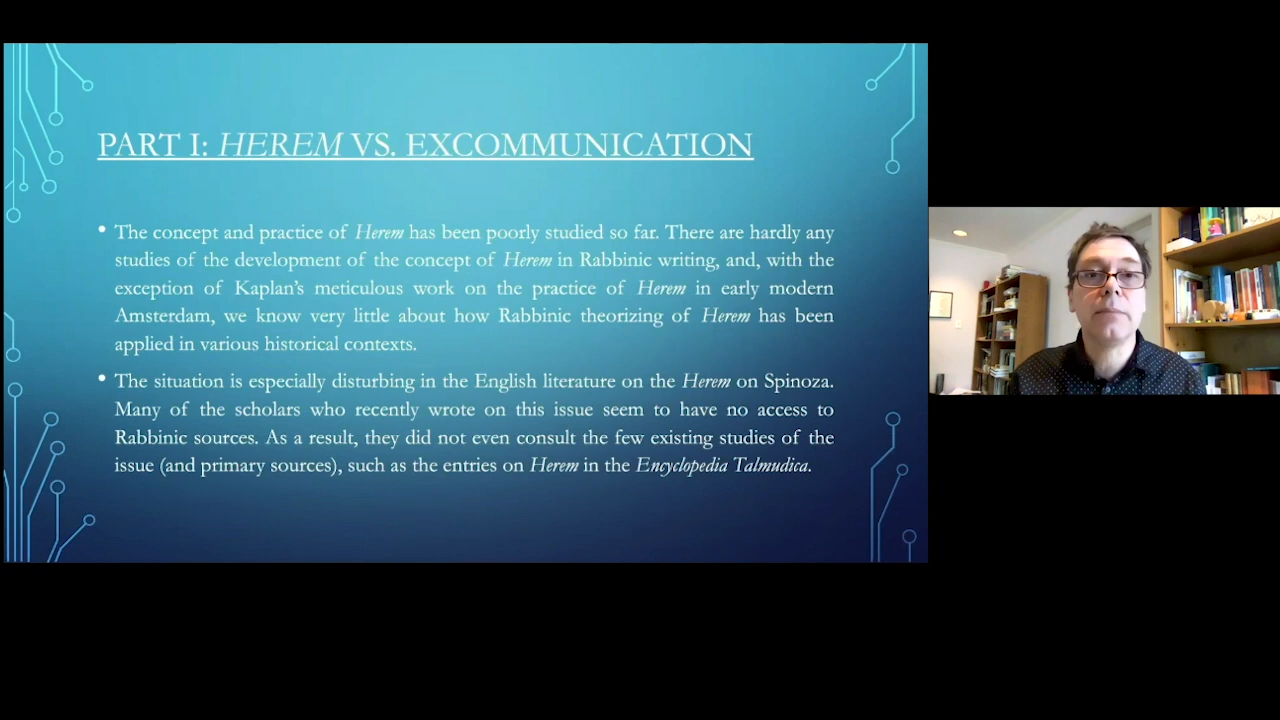 PART I: HEREM VS. EXCOMMUNICATION
• The concept and practice of Herem has been poorly studied so far. There are hardly any
studies of the development of the concept of Herem in Rabbinic writing, and, with the
exception of Kaplan's meticulous work on the practice of Herem in early modern
Amsterdam, we know very little about how Rabbinic theorizing of Herem has been
applied in various historical contexts.
• The situation is especially disturbing in the English literature on the Herem on Spinoza.
Many of the scholars who recently wrote on this issue seem to have no access to
Rabbinic sources. As a result, they did not even consult the few existing studies of the
issue (and primary sources), such as the entries on Herem in the Encyclopedia Talmudica.